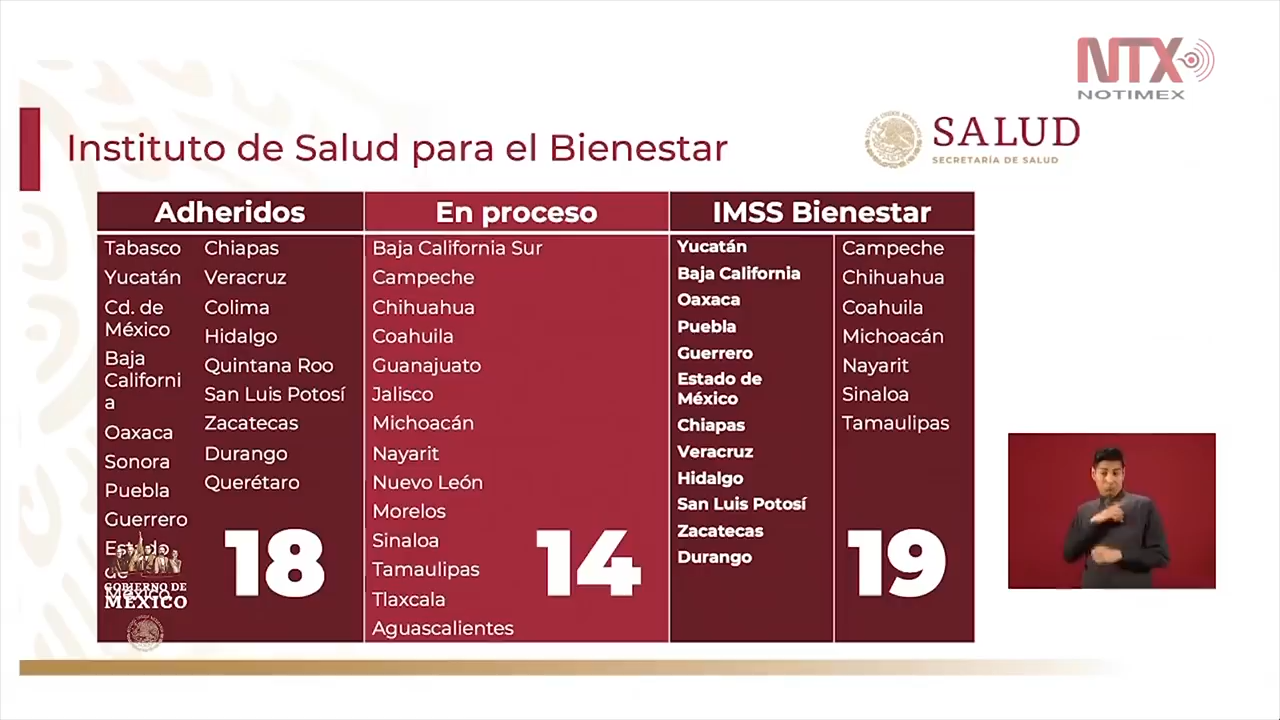 NTX
NOTIMEX
SALUD
SECRETARÍA DE SALUD
Instituto de Salud para el Bienestar
Adheridos
Tabasco
Yucatán
Cd. de
México
Baja
Californi
a
Oaxaca
Sonora
Puebla
Guerrero
Estado
de
México
Chiapas
Veracruz
Colima
Hidalgo
Quintana Roo
San Luis Potosí
Zacatecas
Durango
Querétaro
18
En proceso
Baja California Sur
Campeche
Chihuahua
Coahuila
Guanajuato
Jalisco
Michoacán
Nayarit
Nuevo León
Morelos
Sinaloa
Tamaulipas
Tlaxcala
Aguascalientes
14
IMSS Bienestar
Yucatán
Baja California
Oaxaca
Puebla
Guerrero
Estado de
México
Chiapas
Veracruz
Hidalgo
San Luis Potosí
Zacatecas
Durango
Campeche
Chihuahua
Coahuila
Michoacán
Nayarit
Sinaloa
Tamaulipas
19
GOBIERNO DE
MÉXICO